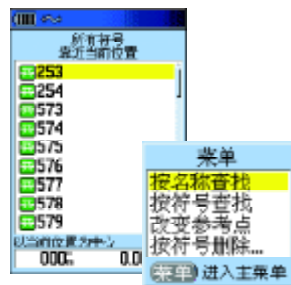 所有符号
靠近当前位置
253
254
573
574
575
576
577
578
579
以当前位置为中心
000°
0.0
菜单
按名称查找
按符号查找
改变参考点
按符号删除...
菜单 进入主菜单